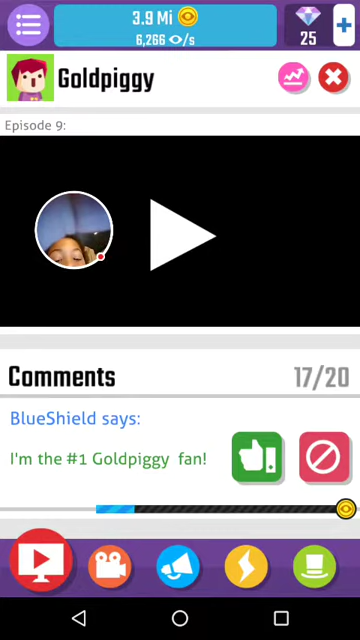 3.9 Mi
6,266 /s
25
Goldpiggy
Episode 9:
Comments 17/20
BlueShield says:
I'm the #1 Goldpiggy fan!